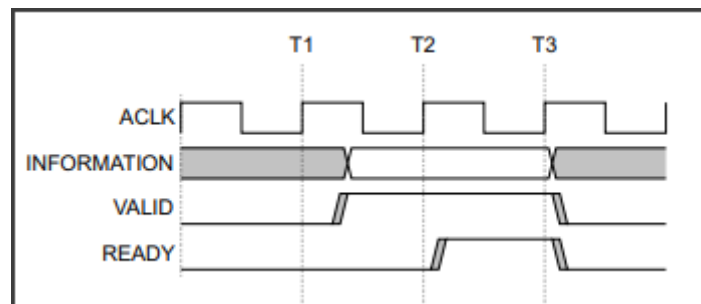 T1 T2 T3
ACLK
INFORMATION
VALID
READY